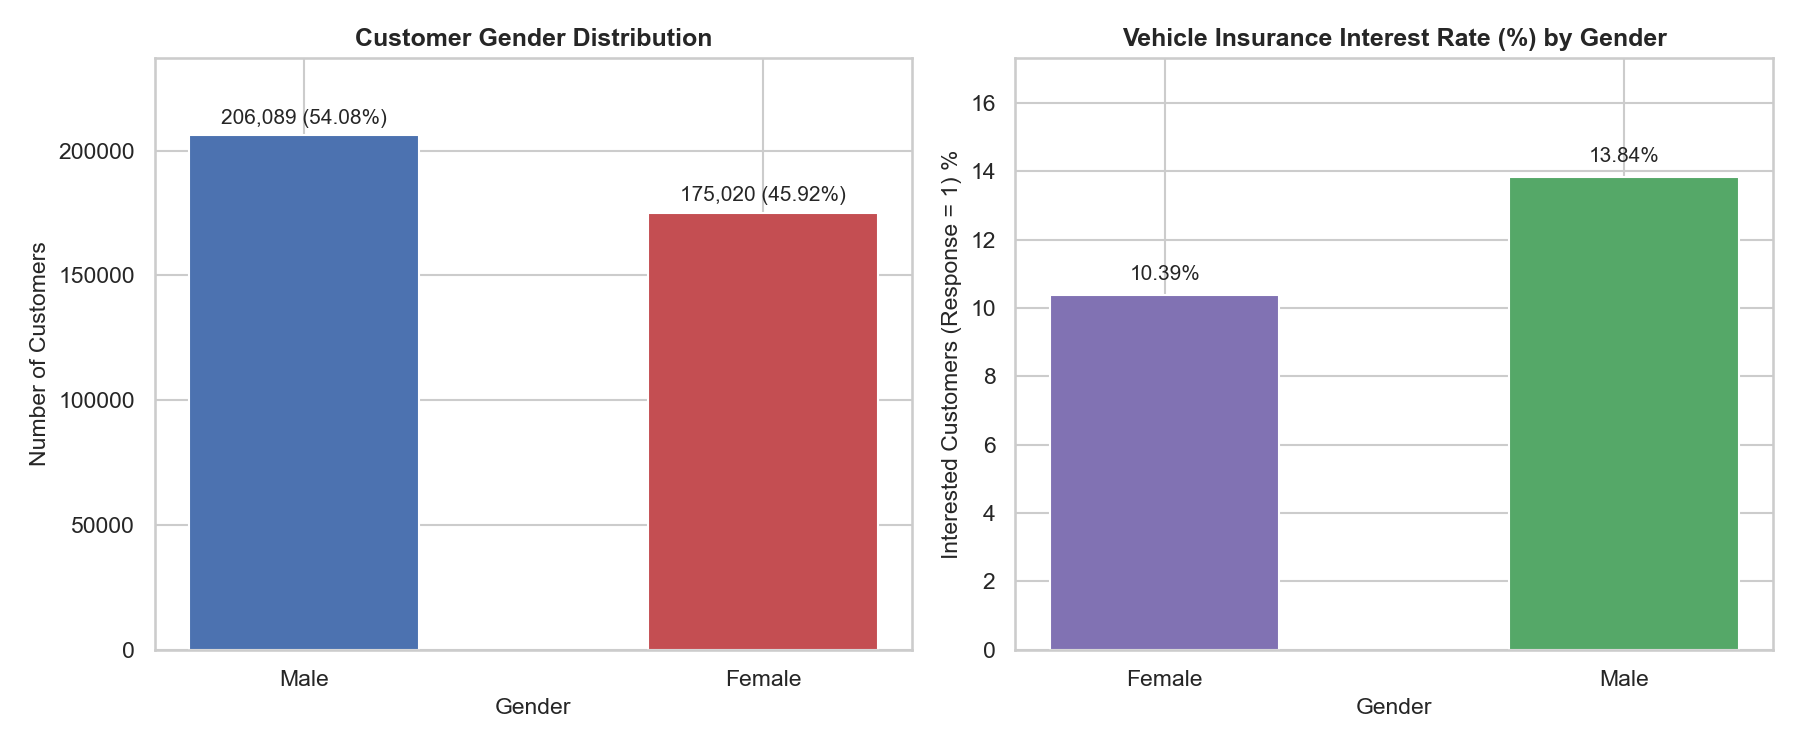 Customer Gender Distribution
Number of Customers
200000
150000
100000
50000
0
206,089 (54.08%)
175,020 (45.92%)
Male
Female
Gender
Vehicle Insurance Interest Rate (%) by Gender
Interested Customers (Response = 1) %
16
14
12
10
8
6
4
2
0
10.39%
13.84%
Female
Male
Gender